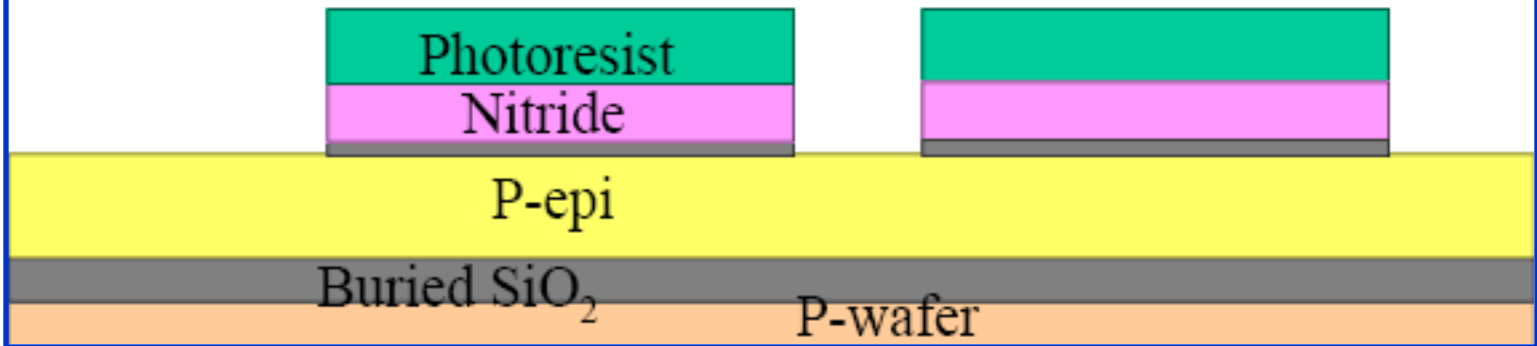 Photoresist
Nitride
P-epi
Buried SiO₂
P-wafer